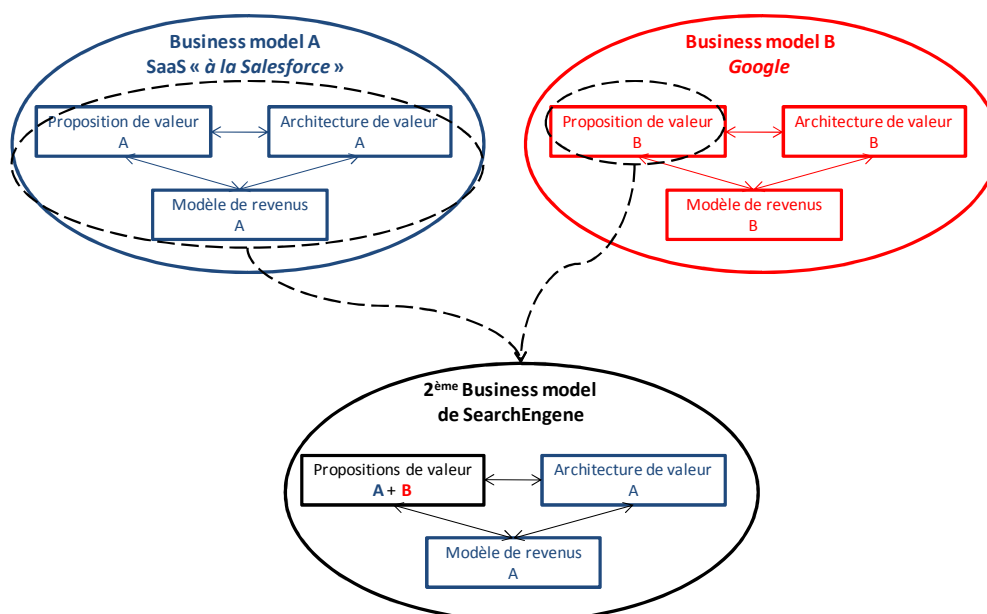 Business model A
SaaS « à la Salesforce »
Proposition de valeur
A
Architecture de valeur
A
Modèle de revenus
A
Business model B
Google
Proposition de valeur
B
Architecture de valeur
B
Modèle de revenus
B
2ème Business model
de SearchEngene
Propositions de valeur
A + B
Architecture de valeur
A
Modèle de revenus
A